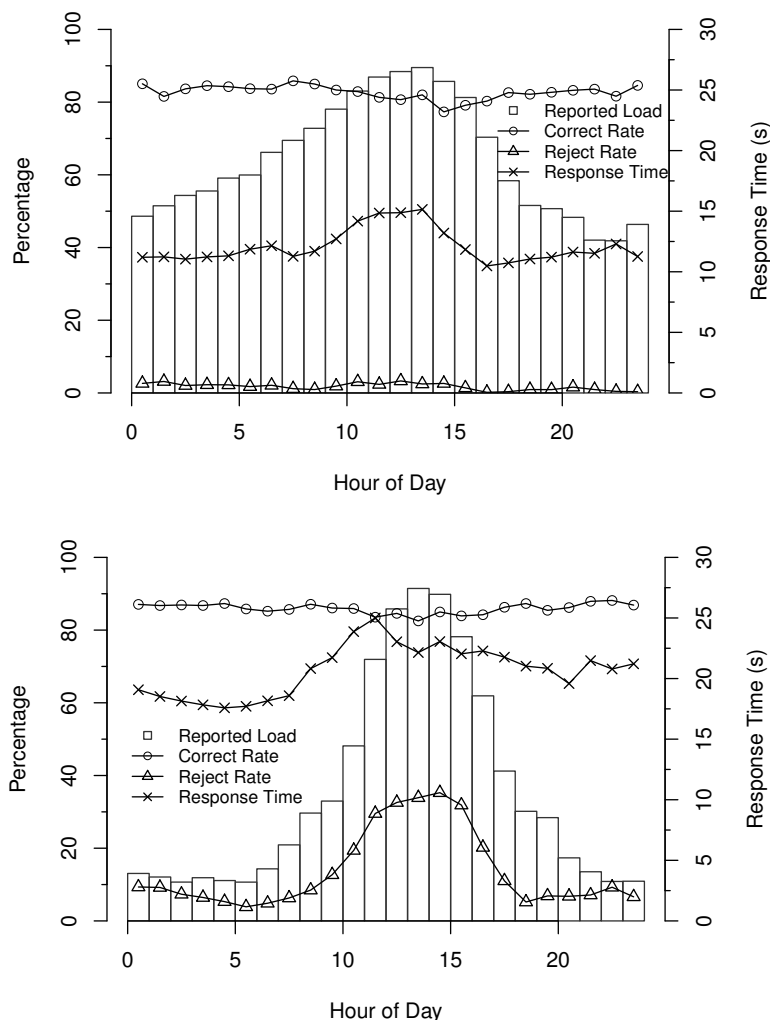 100
80
60
40
20
0
Percentage
30
25
20
15
10
5
0
Response Time (s)
Reported Load
Correct Rate
Reject Rate
Response Time
0 5 10 15 20
Hour of Day
100
80
60
40
20
0
Percentage
30
25
20
15
10
5
0
Response Time (s)
Reported Load
Correct Rate
Reject Rate
Response Time
0 5 10 15 20
Hour of Day